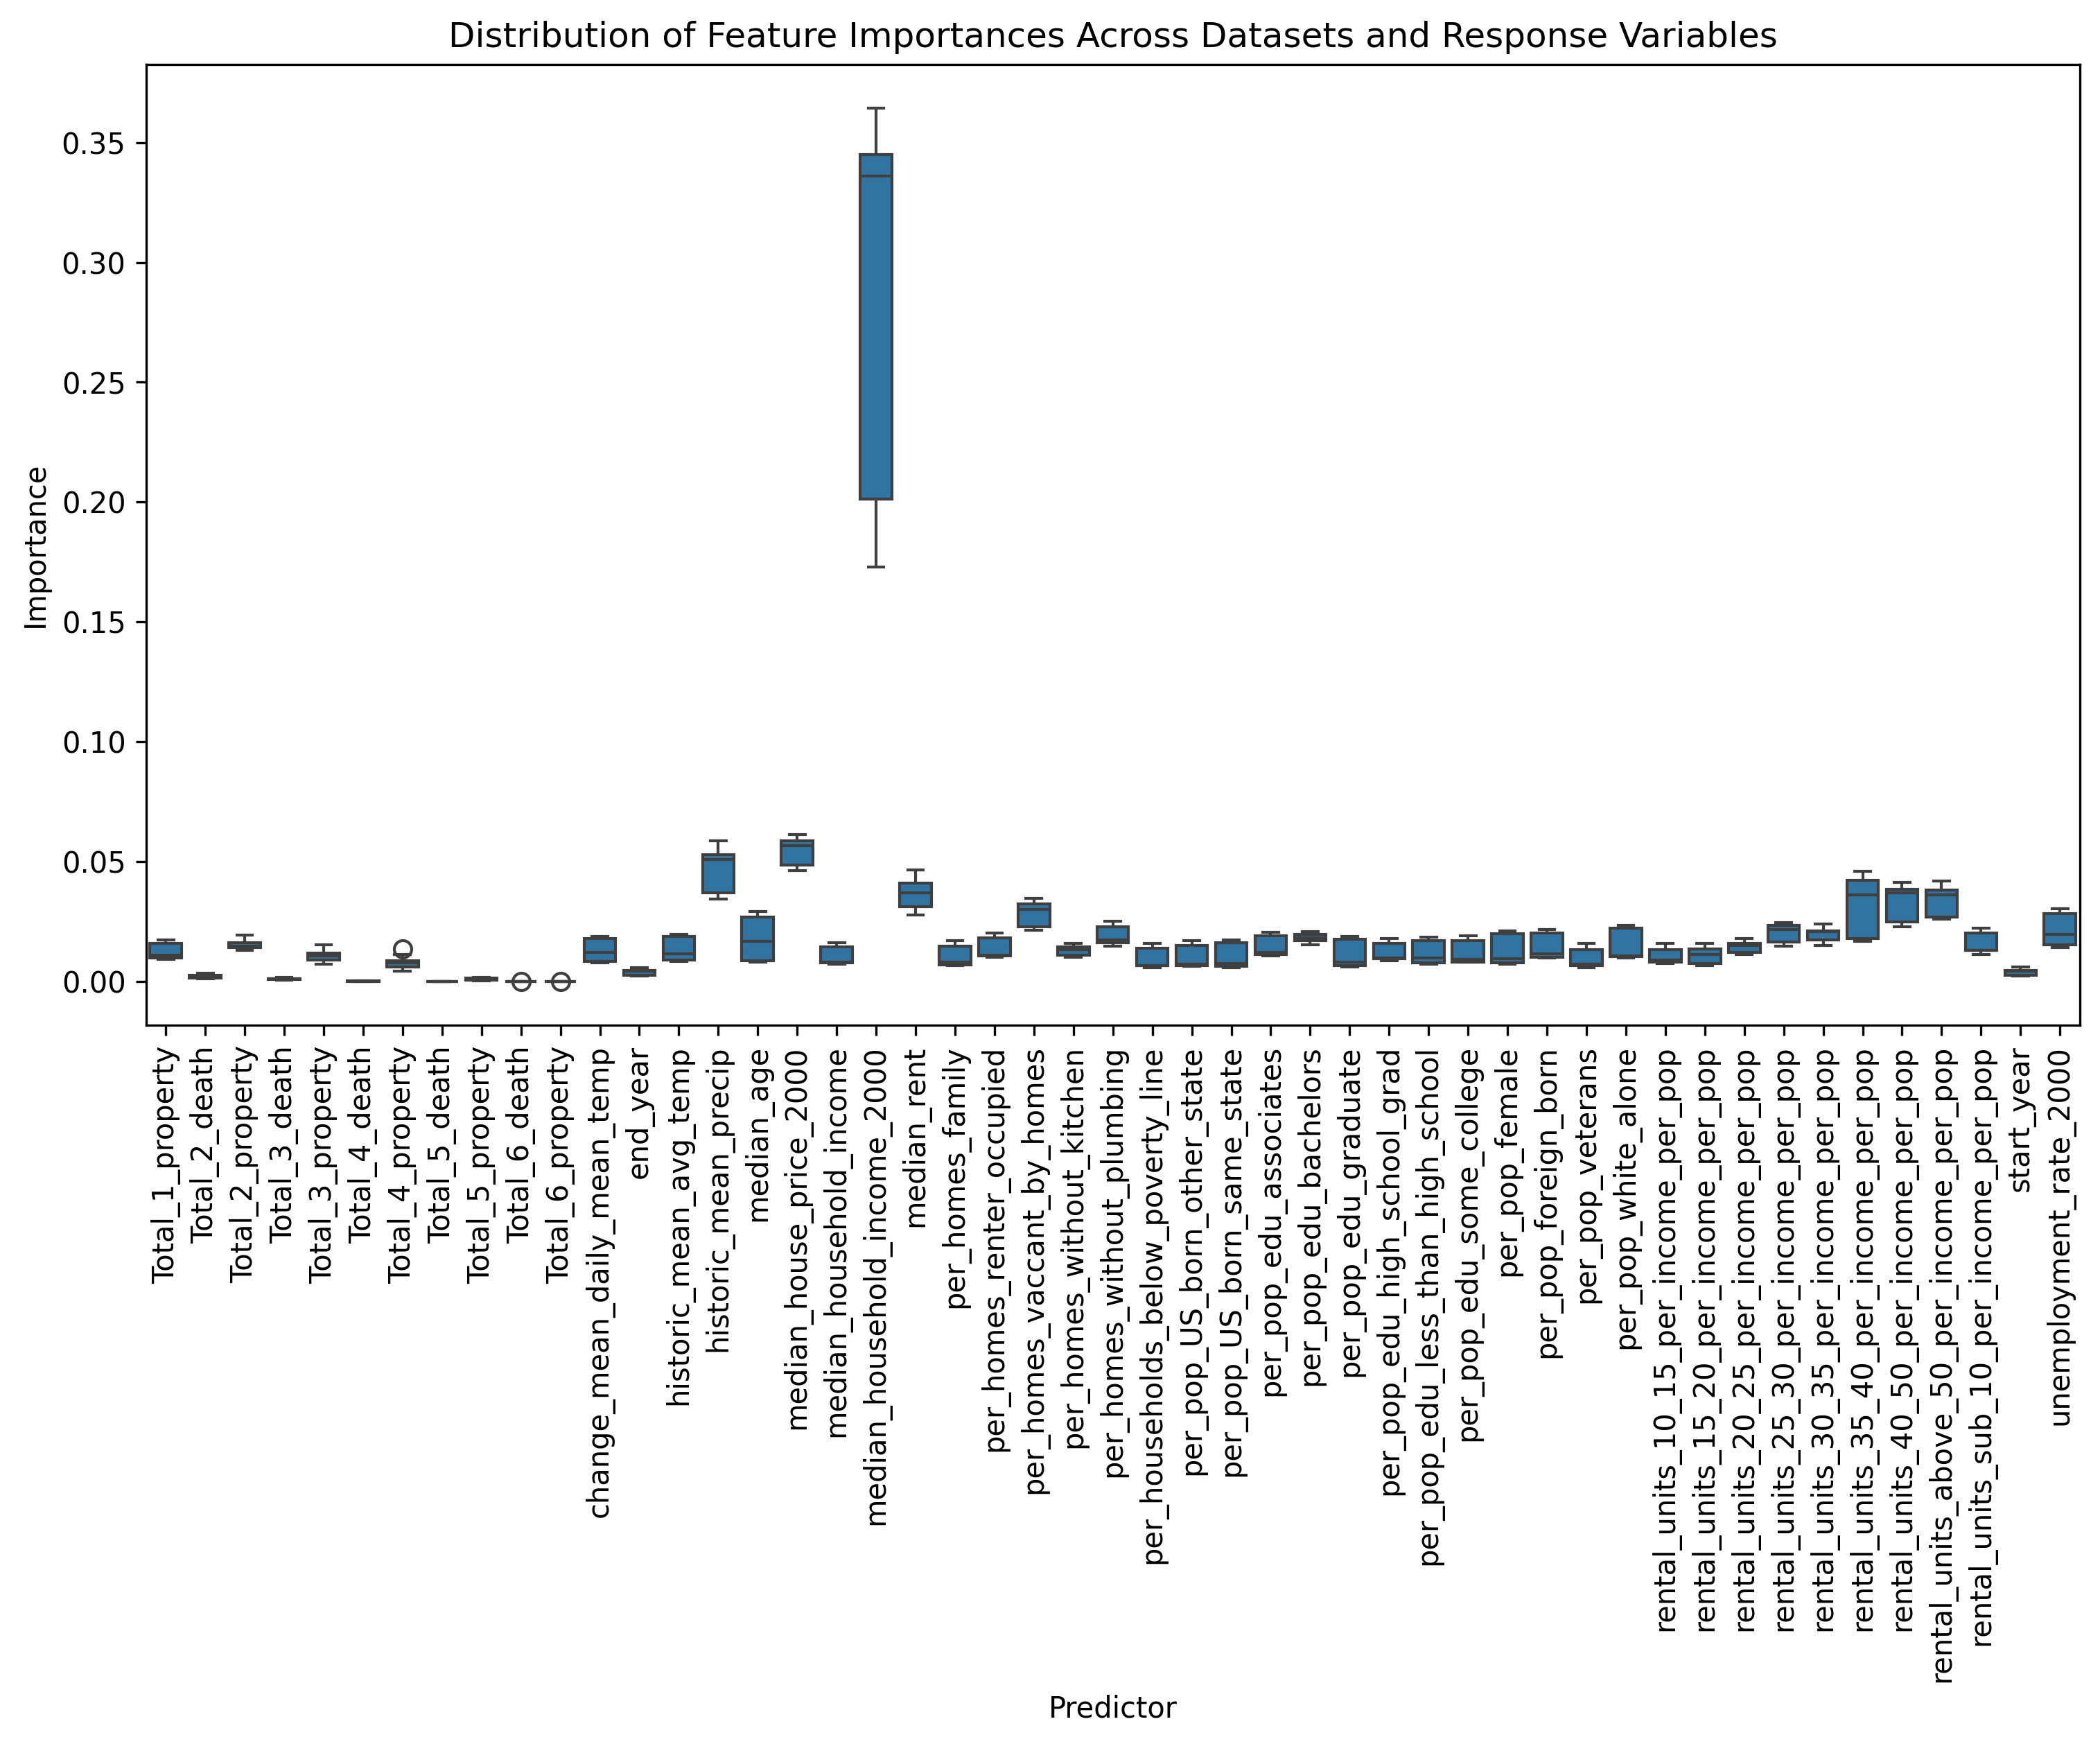 Distribution of Feature Importances Across Datasets and Response Variables
Importance
0.35
0.30
0.25
0.20
0.15
0.10
0.05
0.00
Total_1_property
Total_2_death
Total_2_property
Total_3_death
Total_3_property
Total_4_death
Total_4_property
Total_5_death
Total_5_property
Total_6_death
Total_6_property
change_mean_daily_mean_temp
end_year
historic_mean_avg_temp
historic_mean_precip
median_age
median_house_price_2000
median_household_income
median_household_income_2000
median_rent
per_homes_family
per_homes_renter_occupied
per_homes_vaccant_by_homes
per_homes_without_kitchen
per_homes_without_plumbing
per_households_below_poverty_line
per_pop_US_born_other_state
per_pop_US_born_same_state
per_pop_edu_associates
per_pop_edu_bachelors
per_pop_edu_graduate
per_pop_edu_high_school_grad
per_pop_edu_less_than_high_school
per_pop_edu_some_college
per_pop_female
per_pop_foreign_born
per_pop_veterans
per_pop_white_alone
rental_units_10_15_per_income_per_pop
rental_units_15_20_per_income_per_pop
rental_units_20_25_per_income_per_pop
rental_units_25_30_per_income_per_pop
rental_units_30_35_per_income_per_pop
rental_units_35_40_per_income_per_pop
rental_units_40_50_per_income_per_pop
rental_units_above_50_per_income_per_pop
rental_units_sub_10_per_income_per_pop
start_year
unemployment_rate_2000
Predictor